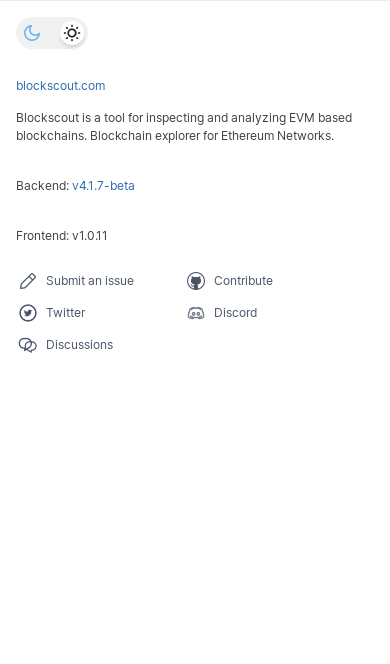 blockscout.com
Blockscout is a tool for inspecting and analyzing EVM based
blockchains. Blockchain explorer for Ethereum Networks.
Backend: v4.1.7-beta
Frontend: v1.0.11
Submit an issue
Contribute
Twitter
Discord
Discussions